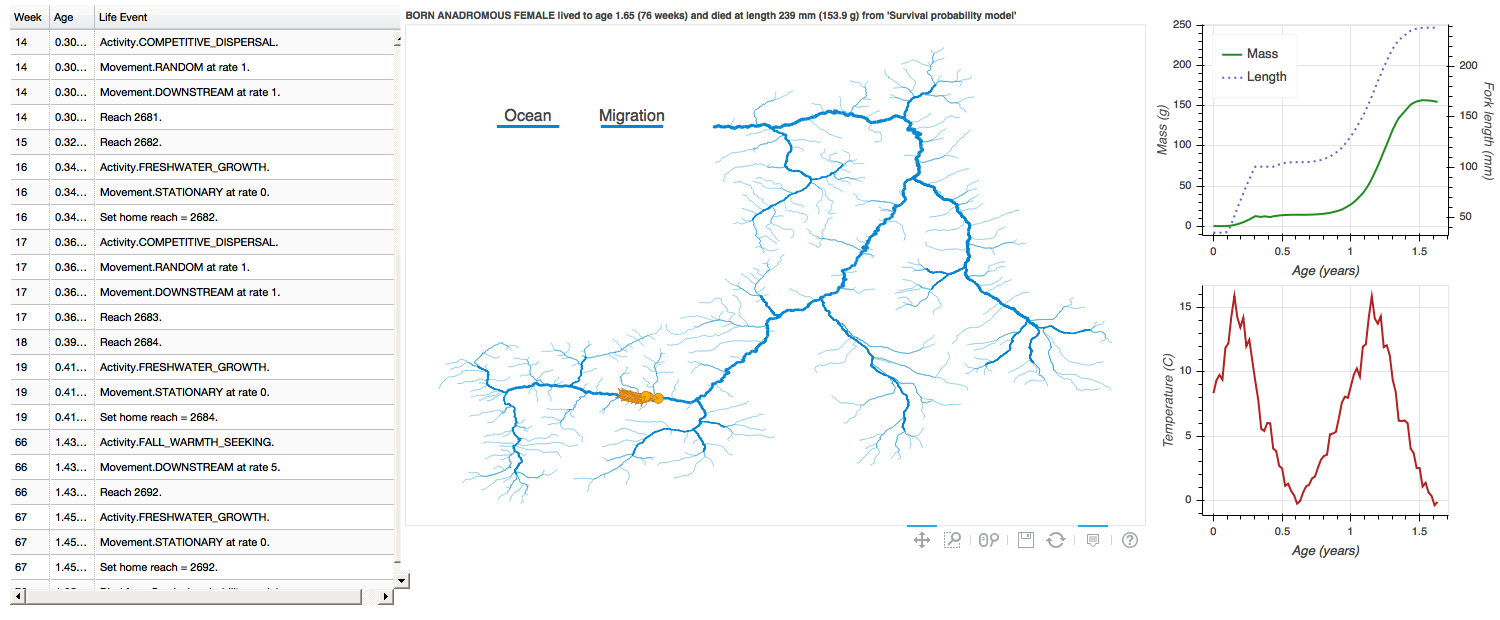 Week Age Life Event
14 0.30... Activity.COMPETITIVE_DISPERSAL.
14 0.30... Movement.RANDOM at rate 1.
14 0.30... Movement.DOWNSTREAM at rate 1.
14 0.30... Reach 2681.
15 0.32... Reach 2682.
16 0.34... Activity.FRESHWATER_GROWTH.
16 0.34... Movement.STATIONARY at rate 0.
16 0.34... Set home reach = 2682.
17 0.36... Activity.COMPETITIVE_DISPERSAL.
17 0.36... Movement.RANDOM at rate 1.
17 0.36... Movement.DOWNSTREAM at rate 1.
17 0.36... Reach 2683.
18 0.39... Reach 2684.
19 0.41... Activity.FRESHWATER_GROWTH.
19 0.41... Movement.STATIONARY at rate 0.
19 0.41... Set home reach = 2684.
66 1.43... Activity.FALL_WARMTH_SEEKING.
66 1.43... Movement.DOWNSTREAM at rate 5.
66 1.43... Reach 2692.
67 1.45... Activity.FRESHWATER_GROWTH.
67 1.45... Movement.STATIONARY at rate 0.
67 1.45... Set home reach = 2692.
BORN ANADROMOUS FEMALE lived to age 1.65 (76 weeks) and died at length 239 mm (153.9 g) from 'Survival probability model'
Ocean Migration
Mass
Length
250
200
150
100
50
0
Mass (g)
200
150
100
50
Fork length (mm)
0 0.5 1 1.5
Age (years)
15
10
5
0
Temperature (C)
0 0.5 1 1.5
Age (years)